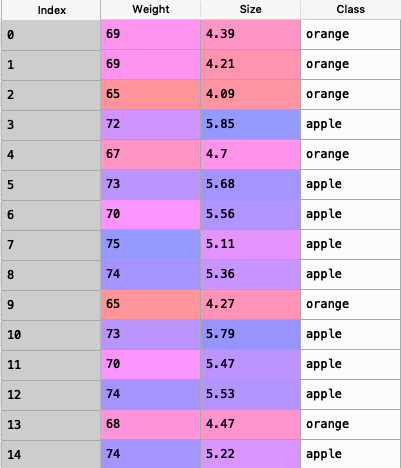 Index Weight Size Class
0 69 4.39 orange
1 69 4.21 orange
2 65 4.09 orange
3 72 5.85 apple
4 67 4.7 orange
5 73 5.68 apple
6 70 5.56 apple
7 75 5.11 apple
8 74 5.36 apple
9 65 4.27 orange
10 73 5.79 apple
11 70 5.47 apple
12 74 5.53 apple
13 68 4.47 orange
14 74 5.22 apple